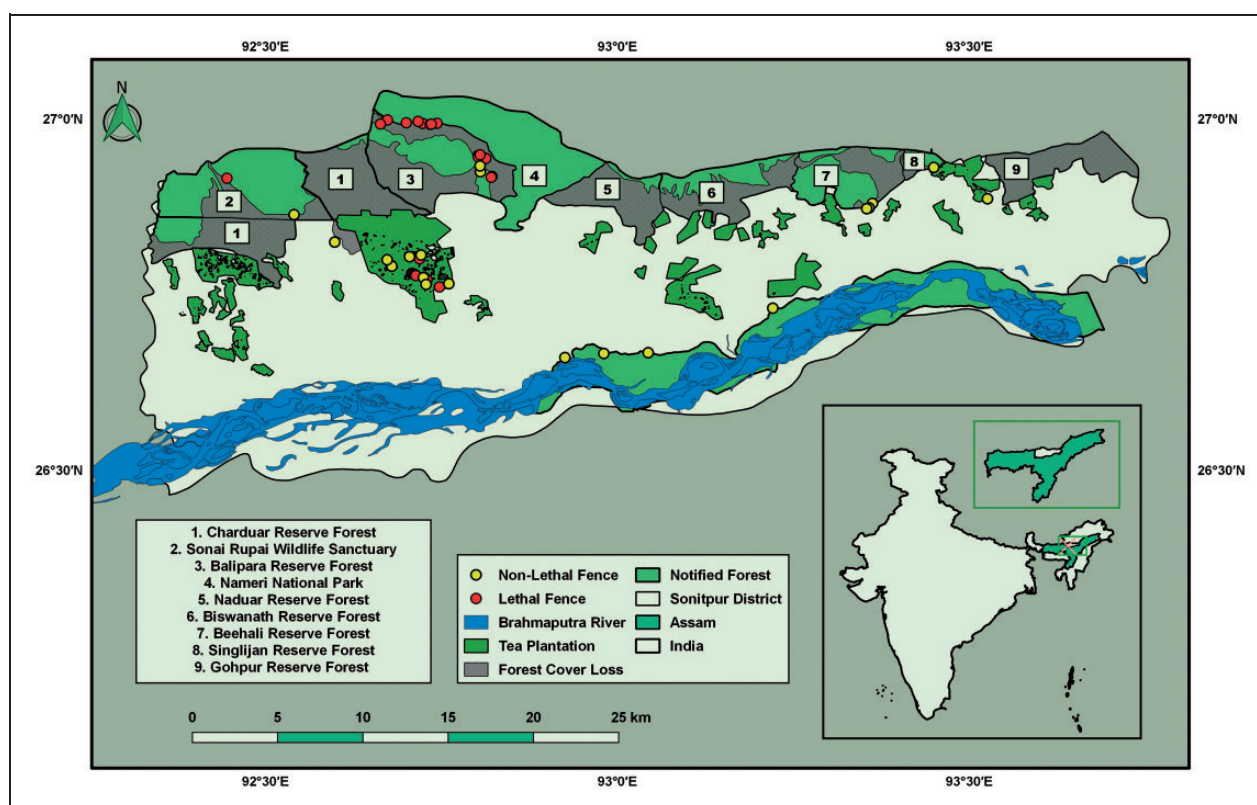 92°30'E 93°0'E 93°30'E
N
27°0'N 27°0'N
8
1 9
3 4 7
2 5 6
1
26°30'N 26°30'N
1. Charduar Reserve Forest
2. Sonai Rupai Wildlife Sanctuary
3. Balipara Reserve Forest
4. Nameri National Park
5. Naduar Reserve Forest
6. Biswanath Reserve Forest
7. Beehali Reserve Forest
8. Singlijan Reserve Forest
9. Gohpur Reserve Forest
Non-Lethal Fence Notified Forest
Lethal Fence Sonitpur District
Brahmaputra River Assam
Tea Plantation India
Forest Cover Loss
0 5 10 15 20 25 km
92°30'E 93°0'E 93°30'E